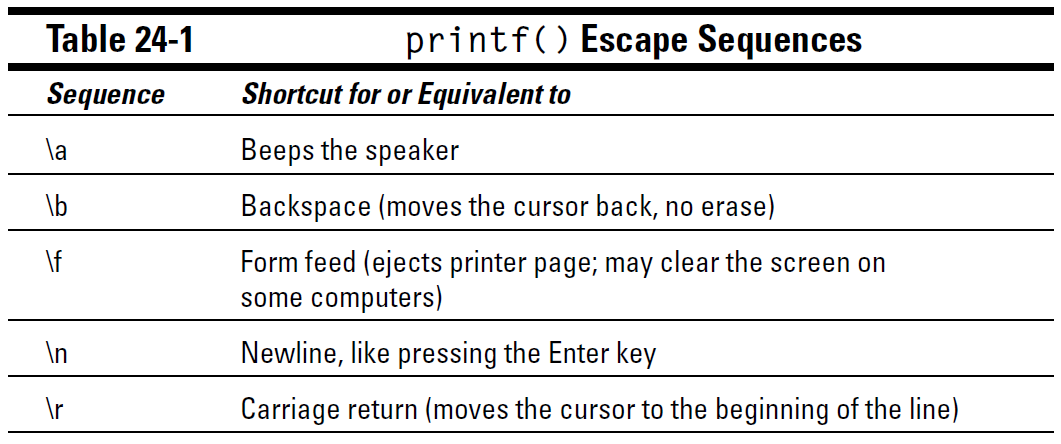 Table 24-1 printf() Escape Sequences
Sequence Shortcut for or Equivalent to
\a Beeps the speaker
\b Backspace (moves the cursor back, no erase)
\f Form feed (ejects printer page; may clear the screen on
some computers)
\n Newline, like pressing the Enter key
\r Carriage return (moves the cursor to the beginning of the line)